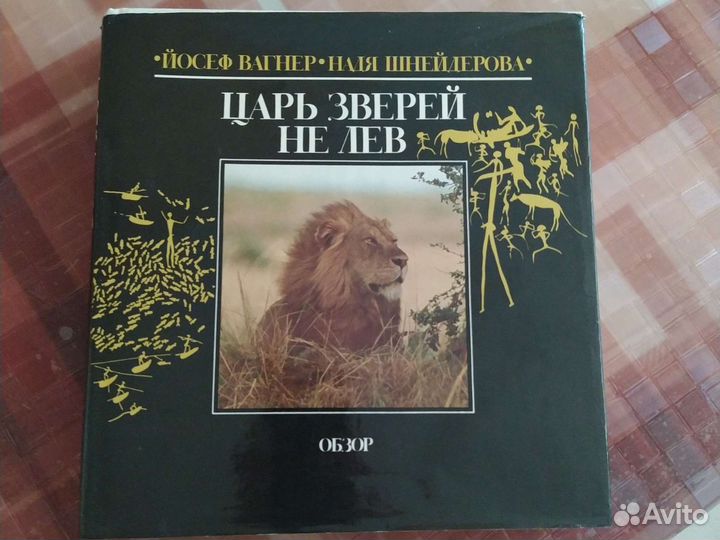 • ЙОСЕФ ВАГНЕР • НАДЯ ШНЕЙДЕРОВА •
ЦАРЬ ЗВЕРЕЙ
НЕ ЛЕВ
ОБЗОР
Avito